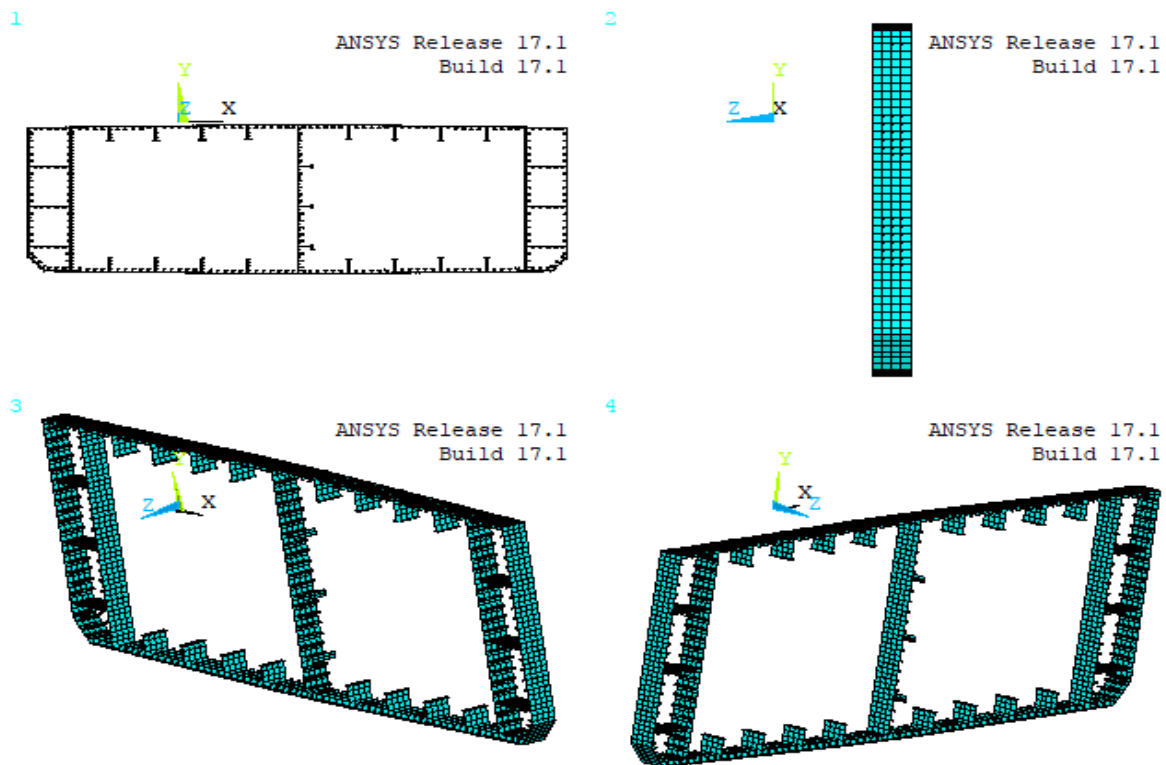 1
ANSYS Release 17.1
Build 17.1
Y
Z
X
2
ANSYS Release 17.1
Build 17.1
Y
Z
X
3
ANSYS Release 17.1
Build 17.1
Y
Z
X
4
ANSYS Release 17.1
Build 17.1
Y
X
Z